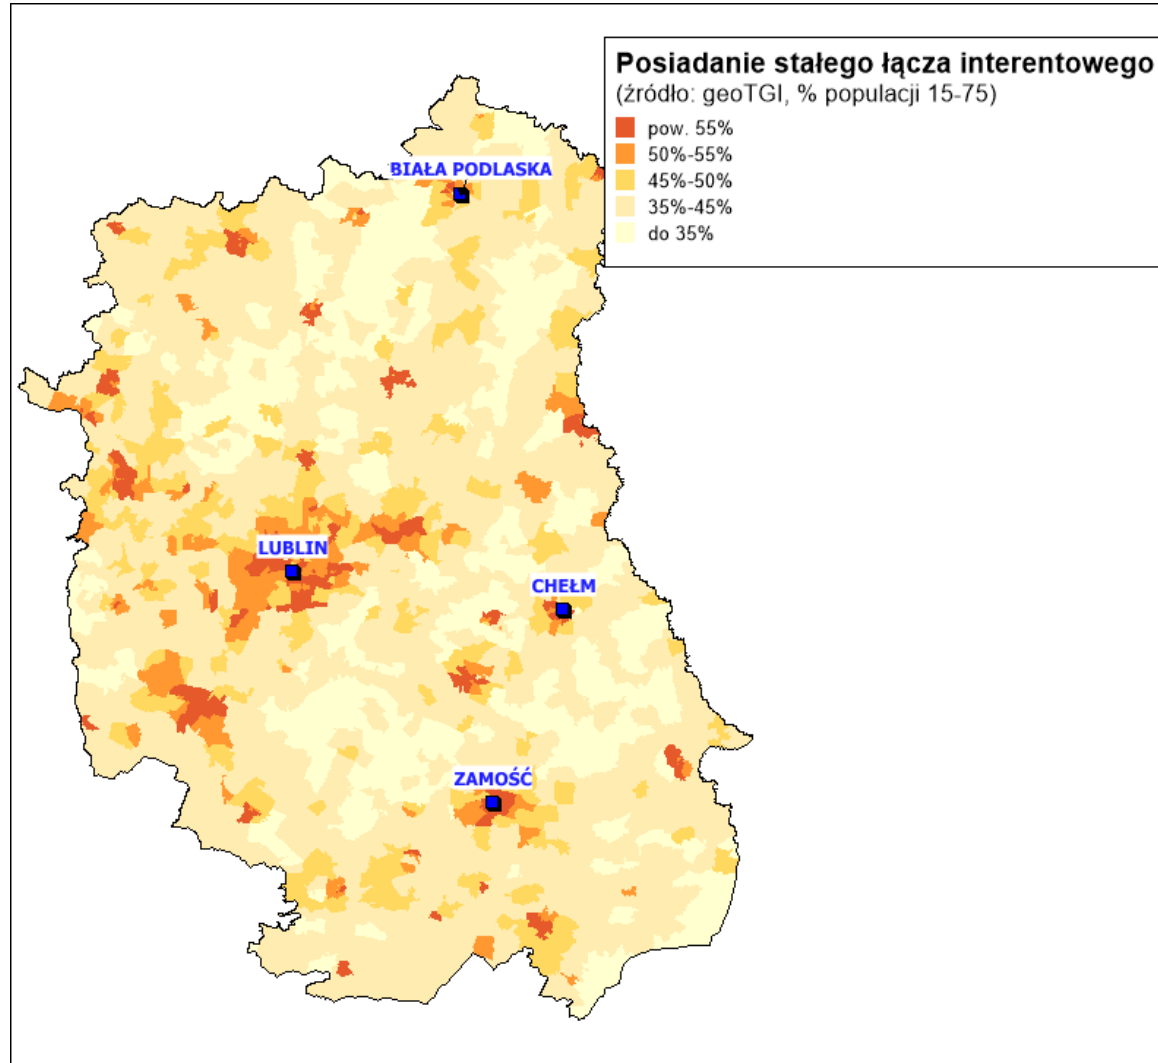 Posiadanie stałego łącza interentowego
(źródło: geoTGI, % populacji 15-75)
pow. 55%
50%-55%
45%-50%
35%-45%
do 35%
BIAŁA PODLASKA
LUBLIN
CHEŁM
ZAMOŚĆ